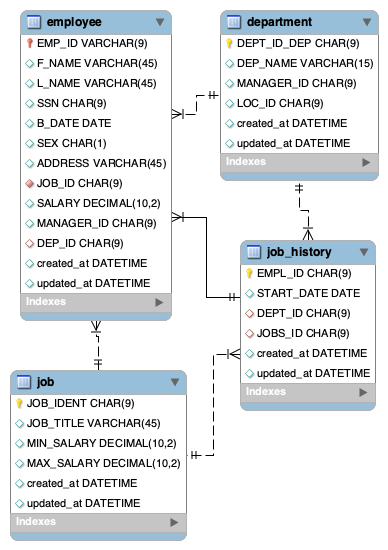 employee
EMP_ID VARCHAR(9)
F_NAME VARCHAR(45)
L_NAME VARCHAR(45)
SSN CHAR(9)
B_DATE DATE
SEX CHAR(1)
ADDRESS VARCHAR(45)
JOB_ID CHAR(9)
SALARY DECIMAL(10,2)
MANAGER_ID CHAR(9)
DEP_ID CHAR(9)
created_at DATETIME
updated_at DATETIME
Indexes
department
DEPT_ID_DEP CHAR(9)
DEP_NAME VARCHAR(15)
MANAGER_ID CHAR(9)
LOC_ID CHAR(9)
created_at DATETIME
updated_at DATETIME
Indexes
job_history
EMPL_ID CHAR(9)
START_DATE DATE
DEPT_ID CHAR(9)
JOBS_ID CHAR(9)
created_at DATETIME
updated_at DATETIME
Indexes
job
JOB_IDENT CHAR(9)
JOB_TITLE VARCHAR(45)
MIN_SALARY DECIMAL(10,2)
MAX_SALARY DECIMAL(10,2)
created_at DATETIME
updated_at DATETIME
Indexes